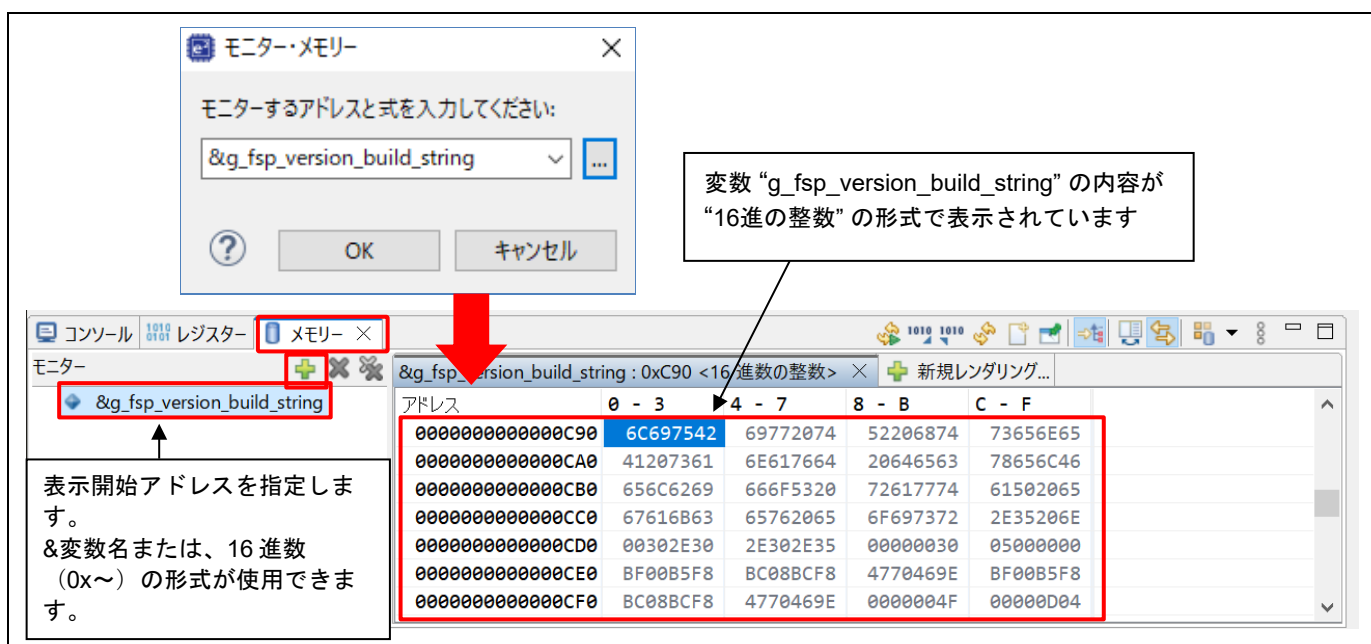 モニター・メモリー
モニターするアドレスと式を入力してください:
&g_fsp_version_build_string
...
OK
キャンセル
変数 “g_fsp_version_build_string” の内容が
“16進の整数” の形式で表示されています
コンソール
レジスター
メモリー
モニター
&g_fsp_version_build_string
表示開始アドレスを指定しま
す。
&変数名または、16 進数
(0x~)の形式が使用できま
す。
&g_fsp_version_build_string : 0xC90 <16 進数の整数>
新規レンダリング...
アドレス 0 - 3 4 - 7 8 - B C - F
0000000000000C90 6C697542 69772074 52206874 73656E65
0000000000000CA0 41207361 6E617664 20646563 78656C46
0000000000000CB0 656C6269 666F5320 72617774 61502065
0000000000000CC0 67616B63 65762065 6F697372 2E35206E
0000000000000CD0 00302E30 2E302E35 00000030 05000000
0000000000000CE0 BF00B5F8 BC08BCF8 4770469E BF00B5F8
0000000000000CF0 BC08BCF8 4770469E 0000004F 00000D04